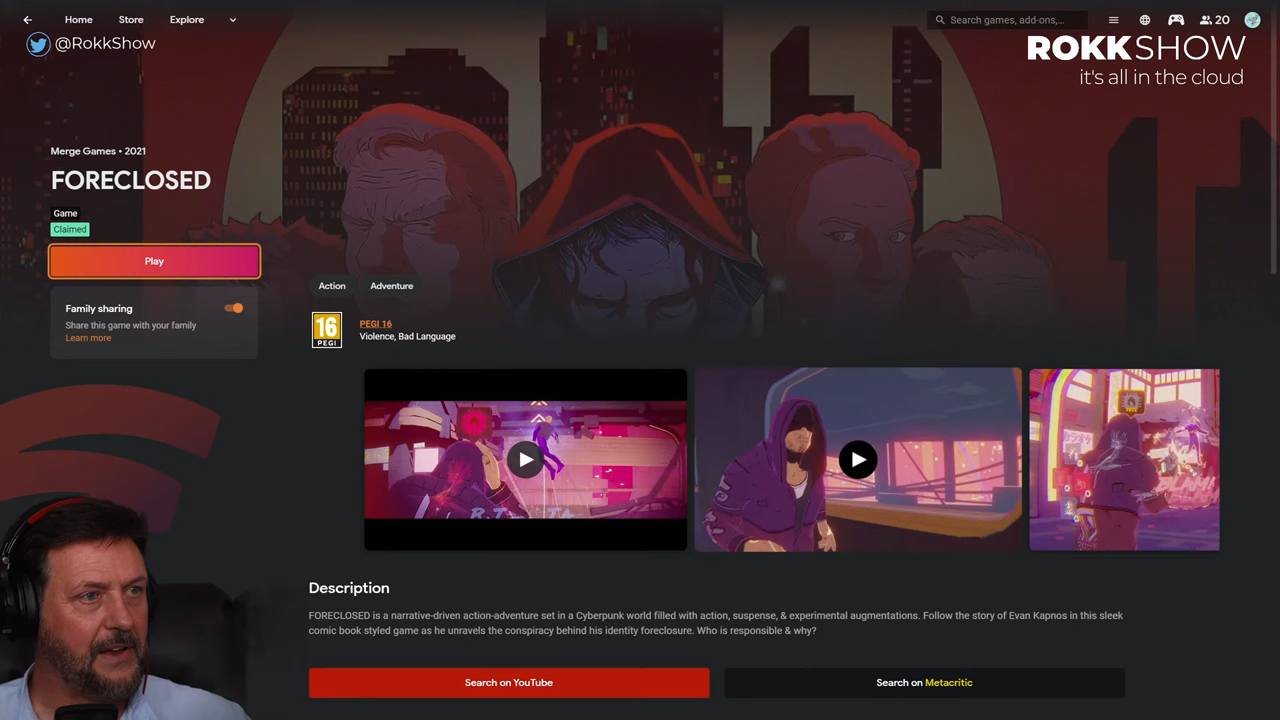 Home Store Explore
Search games, add-ons,...
20
@RokkShow
ROKKSHOW
it's all in the cloud
Merge Games • 2021
FORECLOSED
Game
Claimed
Play
Family sharing
Share this game with your family
Learn more
Action Adventure
16
PEGI
PEGI 16
Violence, Bad Language
Description
FORECLOSED is a narrative-driven action-adventure set in a Cyberpunk world filled with action, suspense, & experimental augmentations. Follow the story of Evan Kapnos in this sleek
comic book styled game as he unravels the conspiracy behind his identity foreclosure. Who is responsible & why?
Search on YouTube
Search on Metacritic